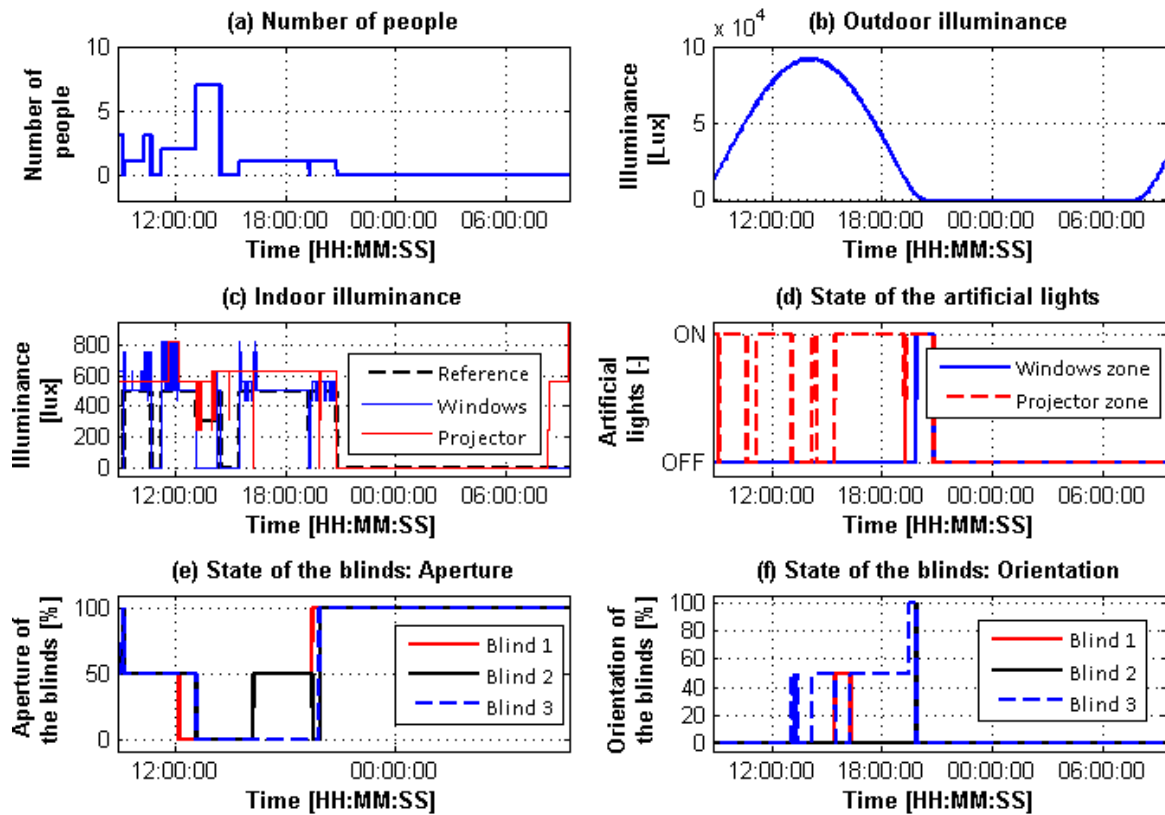 (a) Number of people
10
5
0
Number of
people
12:00:00 18:00:00 00:00:00 06:00:00
Time [HH:MM:SS]
(b) Outdoor illuminance
x 10⁴
10
5
0
Illuminance
[Lux]
12:00:00 18:00:00 00:00:00 06:00:00
Time [HH:MM:SS]
(c) Indoor illuminance
800
600
400
200
0
Illuminance
[lux]
Reference
Windows
Projector
12:00:00 18:00:00 00:00:00 06:00:00
Time [HH:MM:SS]
(d) State of the artificial lights
ON
OFF
Artificial
lights [-]
Windows zone
Projector zone
12:00:00 18:00:00 00:00:00 06:00:00
Time [HH:MM:SS]
(e) State of the blinds: Aperture
100
50
0
Aperture of
the blinds [%]
Blind 1
Blind 2
Blind 3
12:00:00 00:00:00
Time [HH:MM:SS]
(f) State of the blinds: Orientation
100
80
60
40
20
0
Orientation of
the blinds [%]
Blind 1
Blind 2
Blind 3
12:00:00 18:00:00 00:00:00 06:00:00
Time [HH:MM:SS]